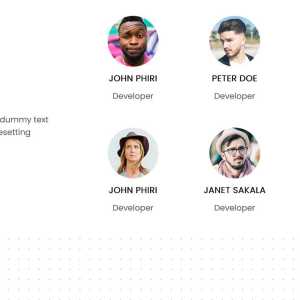 JOHN PHIRI
PETER DOE
Developer
Developer
dummy text
esetting
JOHN PHIRI
JANET SAKALA
Developer
Developer